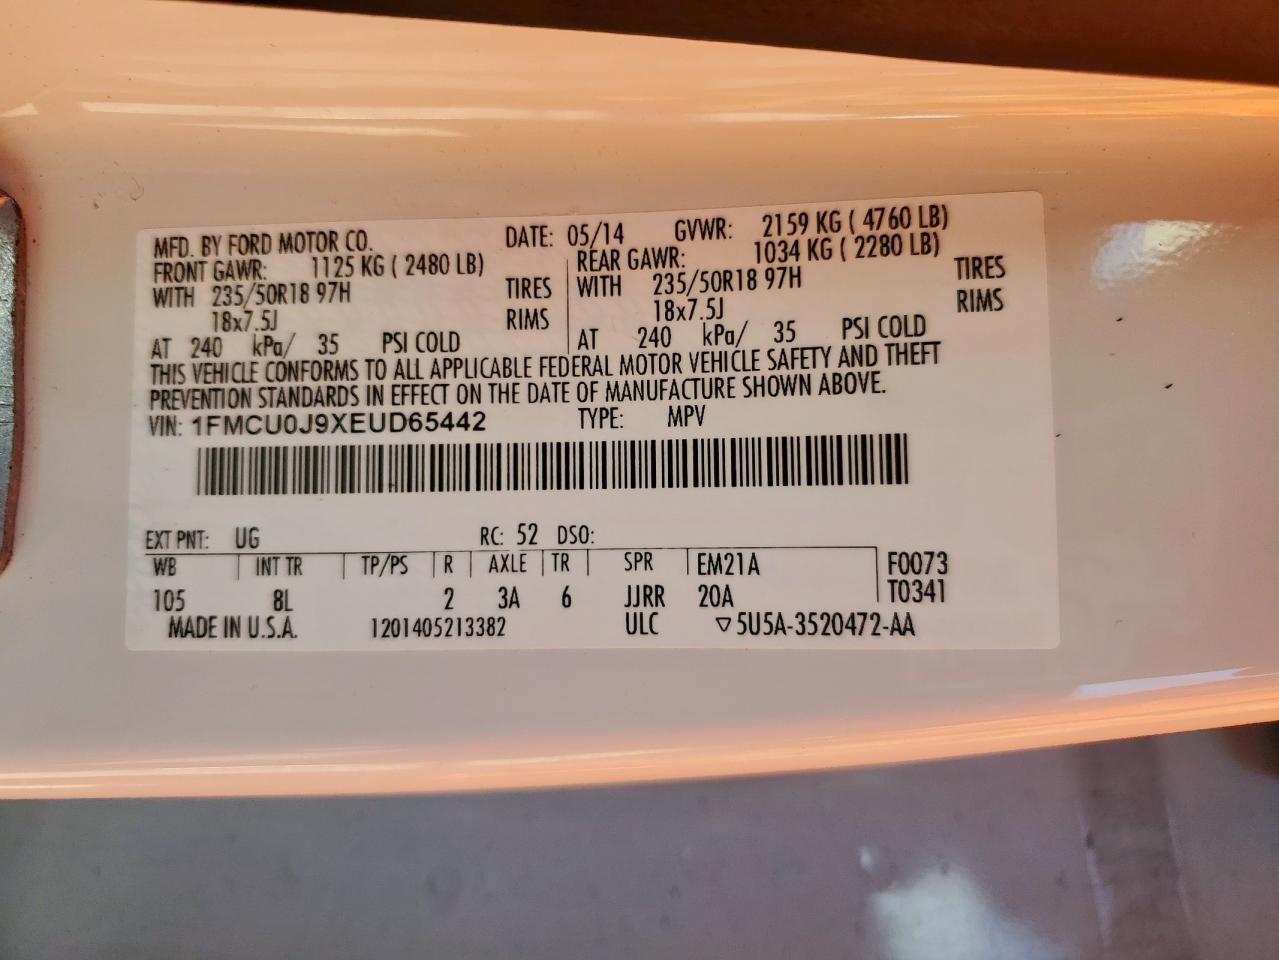 MFD. BY FORD MOTOR CO. DATE: 05/14 GVWR: 2159 KG ( 4760 LB)
FRONT GAWR: 1125 KG ( 2480 LB) REAR GAWR: 1034 KG ( 2280 LB)
WITH 235/50R18 97H TIRES WITH 235/50R18 97H TIRES
18x7.5J RIMS 18x7.5J RIMS
AT 240 kPa/ 35 PSI COLD AT 240 kPa/ 35 PSI COLD
THIS VEHICLE CONFORMS TO ALL APPLICABLE FEDERAL MOTOR VEHICLE SAFETY AND THEFT
PREVENTION STANDARDS IN EFFECT ON THE DATE OF MANUFACTURE SHOWN ABOVE.
VIN: 1FMCU0J9XEUD65442 TYPE: MPV
EXT PNT: UG RC: 52 DSO:
WB INT TR TP/PS R AXLE TR SPR EM21A F0073
105 8L 2 3A 6 JJRR 20A T0341
MADE IN U.S.A. 1201405213382 ULC ▽5U5A-3520472-AA